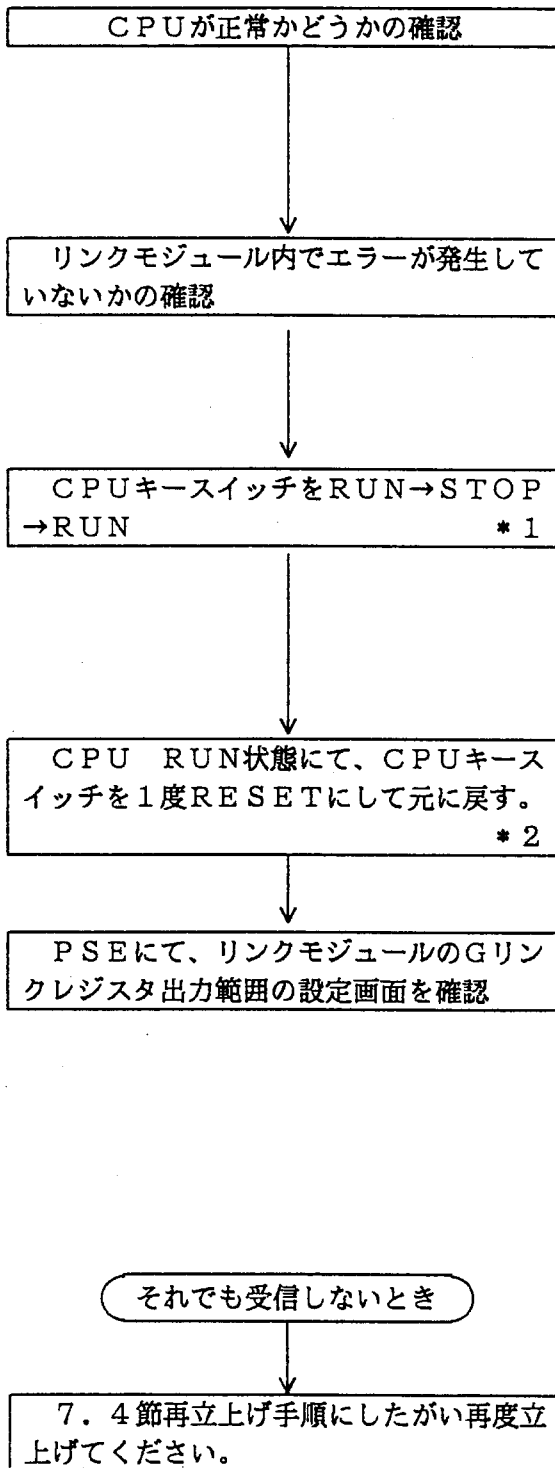 CPUが正常かどうかの確認
リンクモジュール内でエラーが発生して
いないかの確認
CPUキースイッチをRUN→STOP
→RUN *1
CPU RUN状態にて、CPUキース
イッチを1度RESETにして元に戻す。
*2
PSEにて、リンクモジュールのGリン
クレジスタ出力範囲の設定画面を確認
それでも受信しないとき
7.4節再立上げ手順にしたがい再度立
上げてください。